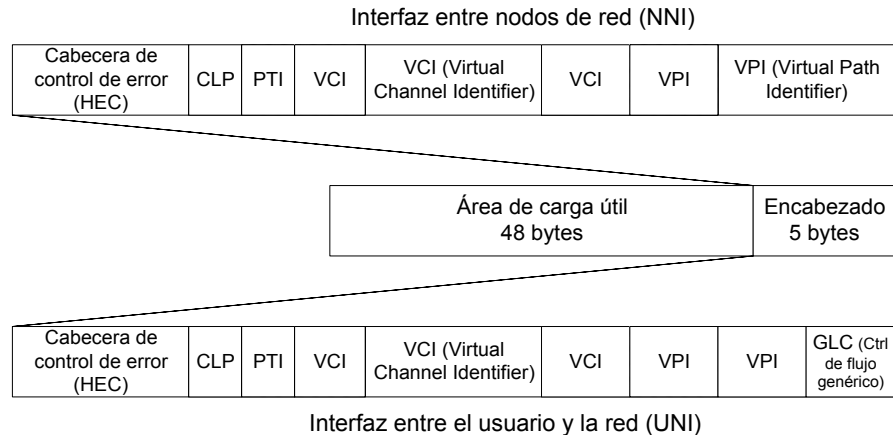 Interfaz entre nodos de red (NNI)
Cabecera de
control de error
(HEC)
CLP
PTI
VCI
VCI (Virtual
Channel Identifier)
VCI
VPI
VPI (Virtual Path
Identifier)
Área de carga útil
48 bytes
Encabezado
5 bytes
Cabecera de
control de error
(HEC)
CLP
PTI
VCI
VCI (Virtual
Channel Identifier)
VCI
VPI
VPI
GLC (Ctrl
de flujo
genérico)
Interfaz entre el usuario y la red (UNI)